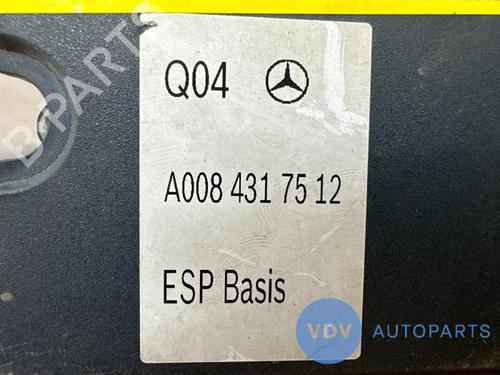 Q04
A008 431 75 12
ESP Basis
B-PARTS
VDV AUTOPARTS